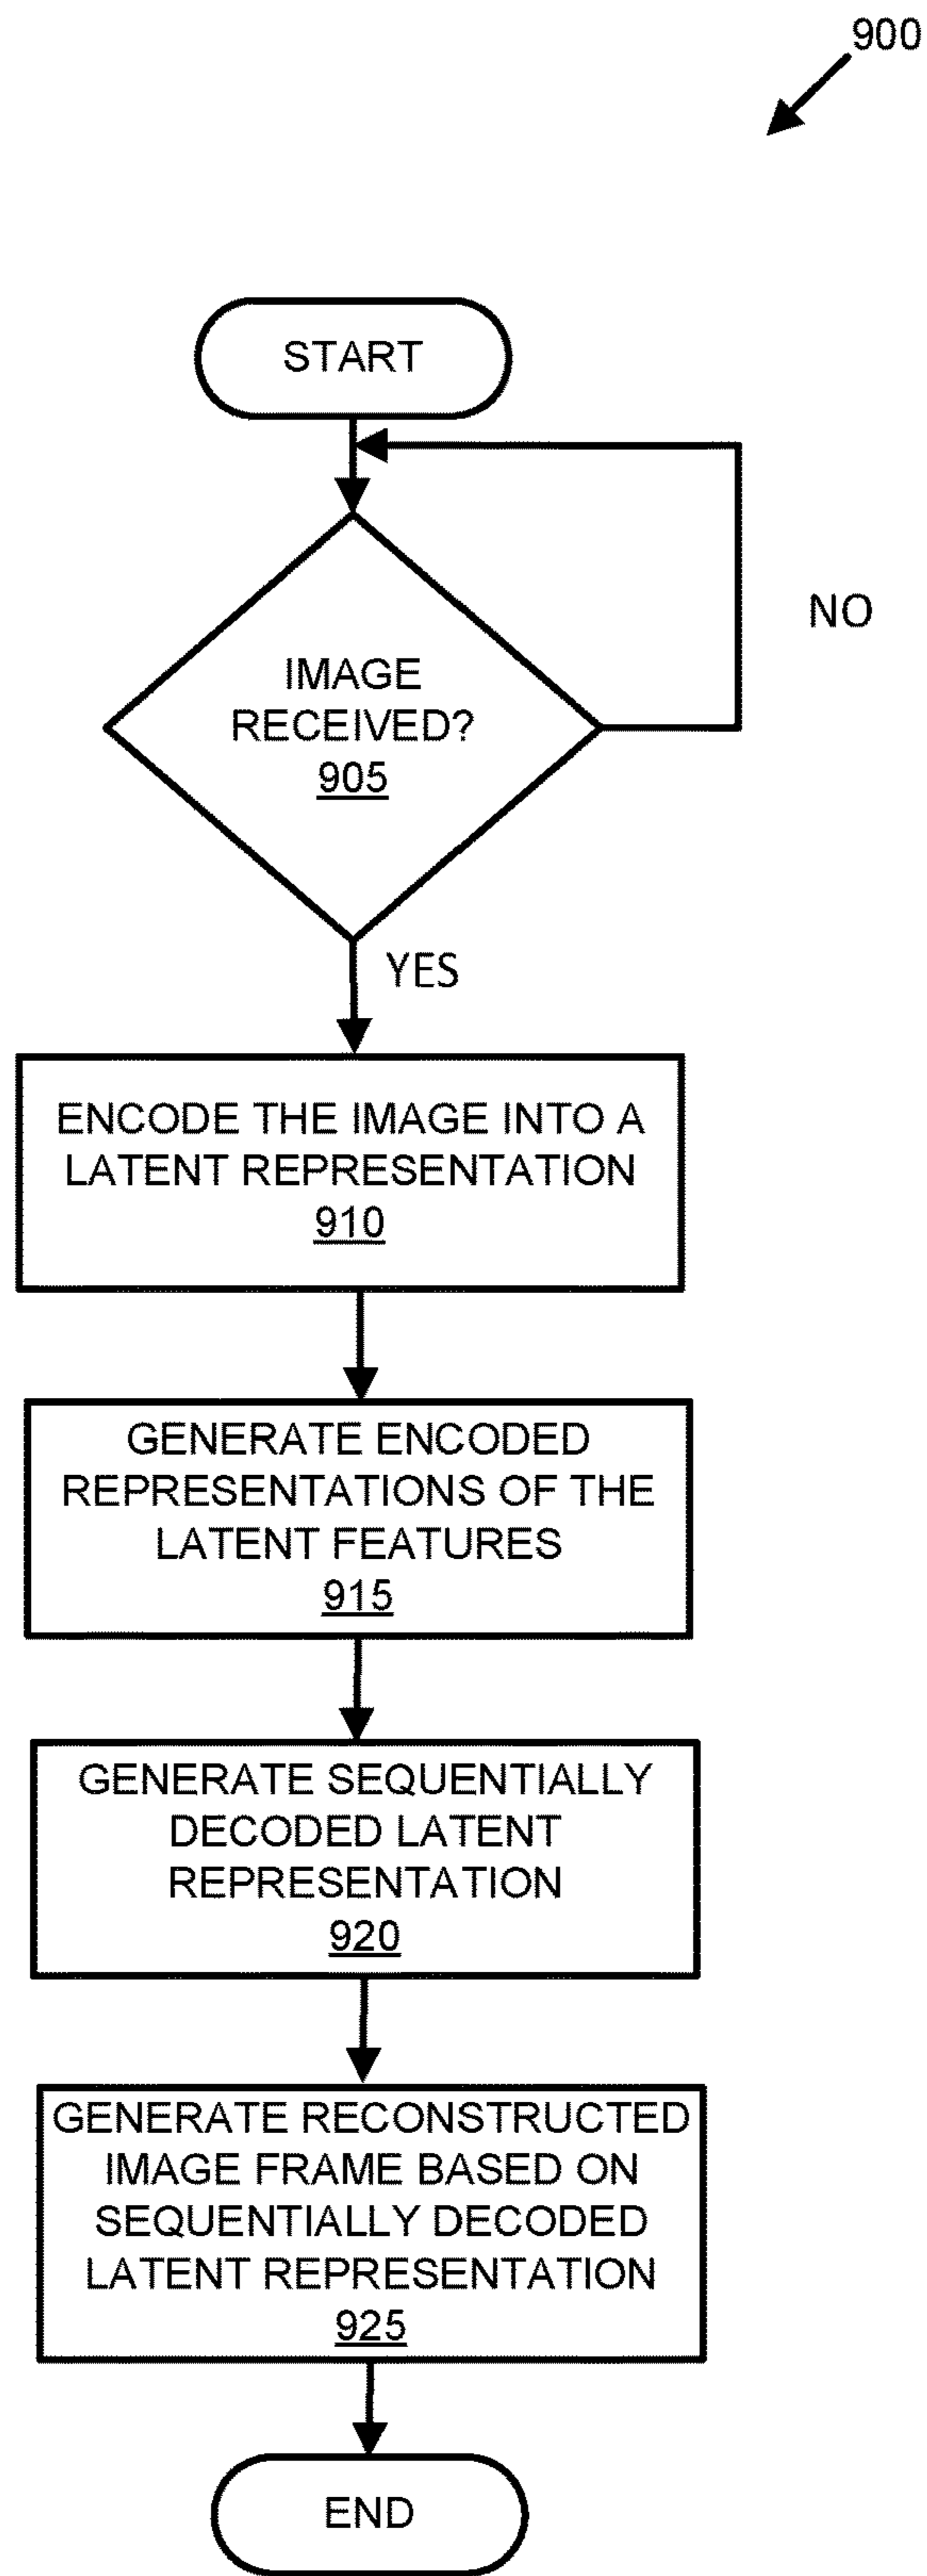 900
START
IMAGE
RECEIVED?
905
NO
YES
ENCODE THE IMAGE INTO A
LATENT REPRESENTATION
910
GENERATE ENCODED
REPRESENTATIONS OF THE
LATENT FEATURES
915
GENERATE SEQUENTIALLY
DECODED LATENT
REPRESENTATION
920
GENERATE RECONSTRUCTED
IMAGE FRAME BASED ON
SEQUENTIALLY DECODED
LATENT REPRESENTATION
925
END